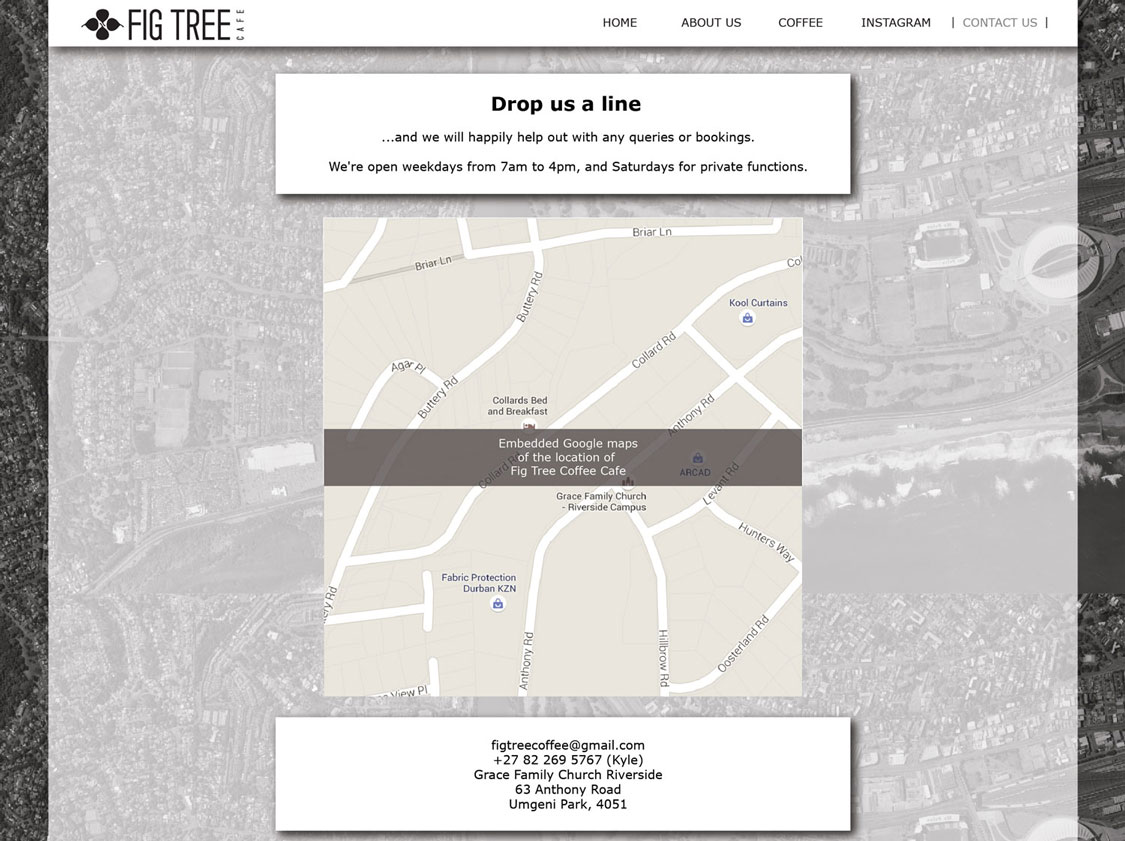 FIG TREE CAFE
HOME ABOUT US COFFEE INSTAGRAM | CONTACT US |
Drop us a line
...and we will happily help out with any queries or bookings.
We're open weekdays from 7am to 4pm, and Saturdays for private functions.
Briar Ln
Briar Ln
Col
Buttery Rd
Kool Curtains
Collard Rd
Agar Pl
Buttery Rd
Collards Bed
and Breakfast
Anthony Rd
Embedded Google maps
of the location of
Fig Tree Coffee Cafe
Collard Rd
ARCAD
Levant Rd
Grace Family Church
- Riverside Campus
Hunters Way
Fabric Protection
Durban KZN
ery Rd
Anthony Rd
Hillbrow Rd
Oosterland Rd
View Pl
figtreecoffee@gmail.com
+27 82 269 5767 (Kyle)
Grace Family Church Riverside
63 Anthony Road
Umgeni Park, 4051